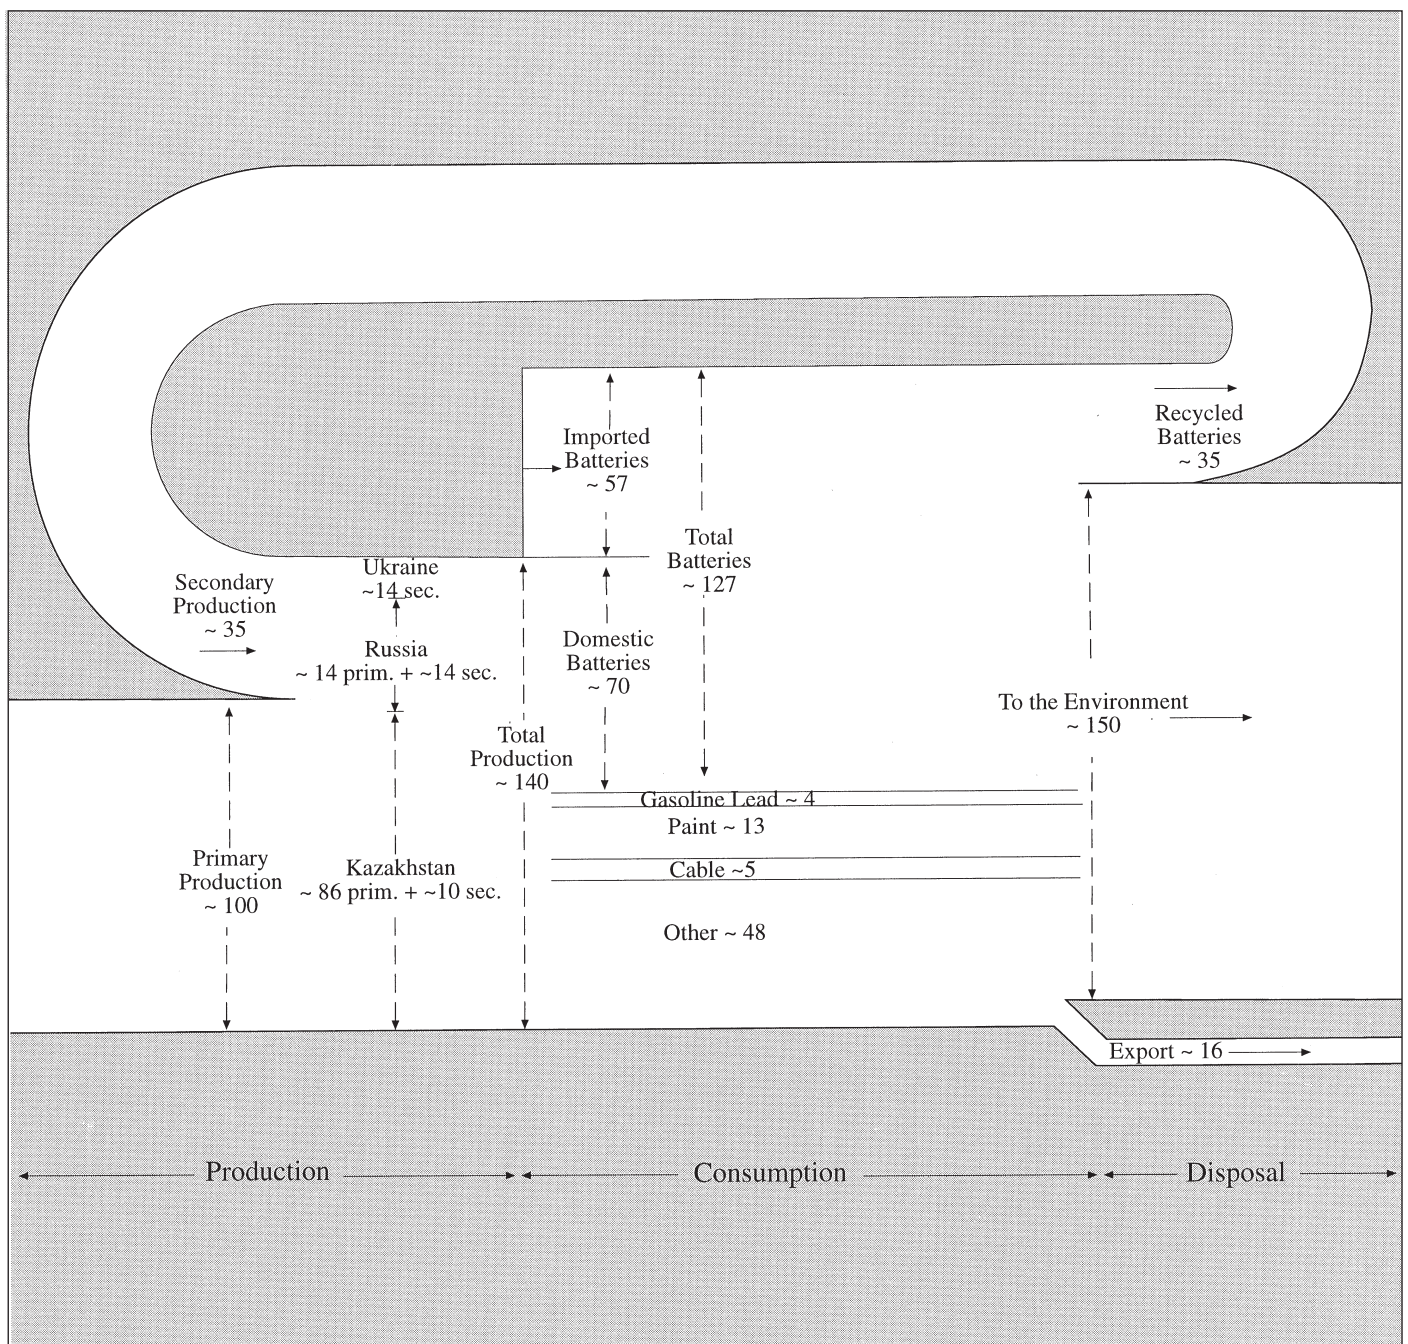 Imported
Batteries
~ 57
Recycled
Batteries
~ 35
Total
Batteries
~ 127
Ukraine
~14 sec.
Secondary
Production
~ 35
Russia
~ 14 prim. + ~14 sec.
Domestic
Batteries
~ 70
To the Environment
~ 150
Total
Production
~ 140
Gasoline Lead ~ 4
Paint ~ 13
Cable ~5
Other ~ 48
Primary
Production
~ 100
Kazakhstan
~ 86 prim. + ~10 sec.
Export ~ 16
Production
Consumption
Disposal